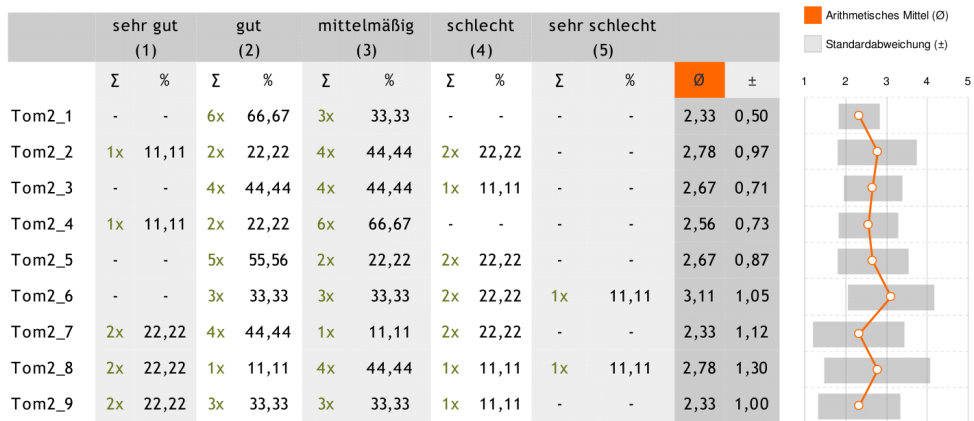 sehr gut gut mittelmäßig schlecht sehr schlecht
(1) (2) (3) (4) (5)
Σ % Σ % Σ % Σ % Σ % Ø ±
Tom2_1 - - 6x 66,67 3x 33,33 - - - - 2,33 0,50
Tom2_2 1x 11,11 2x 22,22 4x 44,44 2x 22,22 - - 2,78 0,97
Tom2_3 - - 4x 44,44 4x 44,44 1x 11,11 - - 2,67 0,71
Tom2_4 1x 11,11 2x 22,22 6x 66,67 - - - - 2,56 0,73
Tom2_5 - - 5x 55,56 2x 22,22 2x 22,22 - - 2,67 0,87
Tom2_6 - - 3x 33,33 3x 33,33 2x 22,22 1x 11,11 3,11 1,05
Tom2_7 2x 22,22 4x 44,44 1x 11,11 2x 22,22 - - 2,33 1,12
Tom2_8 2x 22,22 1x 11,11 4x 44,44 1x 11,11 1x 11,11 2,78 1,30
Tom2_9 2x 22,22 3x 33,33 3x 33,33 1x 11,11 - - 2,33 1,00
Arithmetisches Mittel (Ø)
Standardabweichung (±)
1 2 3 4 5